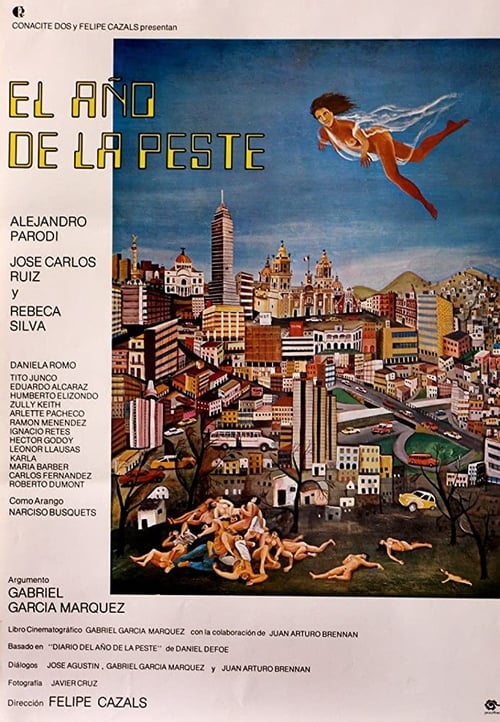 CONACITE DOS y FELIPE CAZALS presentan
EL AÑO
DE LA PESTE
ALEJANDRO
PARODI
JOSE CARLOS
RUIZ
y
REBECA
SILVA
DANIELA ROMO
TITO JUNCO
EDUARDO ALCARAZ
HUMBERTO ELIZONDO
ZULLY KEITH
ARLETTE PACHECO
RAMON MENENDEZ
IGNACIO RETES
HECTOR GODOY
LEONOR LLAUSAS
KARLA
MARIA BARBER
CARLOS FERNANDEZ
ROBERTO DUMONT
Como Arango
NARCISO BUSQUETS
Argumento
GABRIEL
GARCIA MARQUEZ
Libro Cinematográfico GABRIEL GARCIA MARQUEZ con la colaboración de JUAN ARTURO BRENNAN
Basado en "DIARIO DEL AÑO DE LA PESTE" de DANIEL DEFOE
Diálogos JOSE AGUSTIN, GABRIEL GARCIA MARQUEZ y JUAN ARTURO BRENNAN
Fotografía JAVIER CRUZ
Dirección FELIPE CAZALS